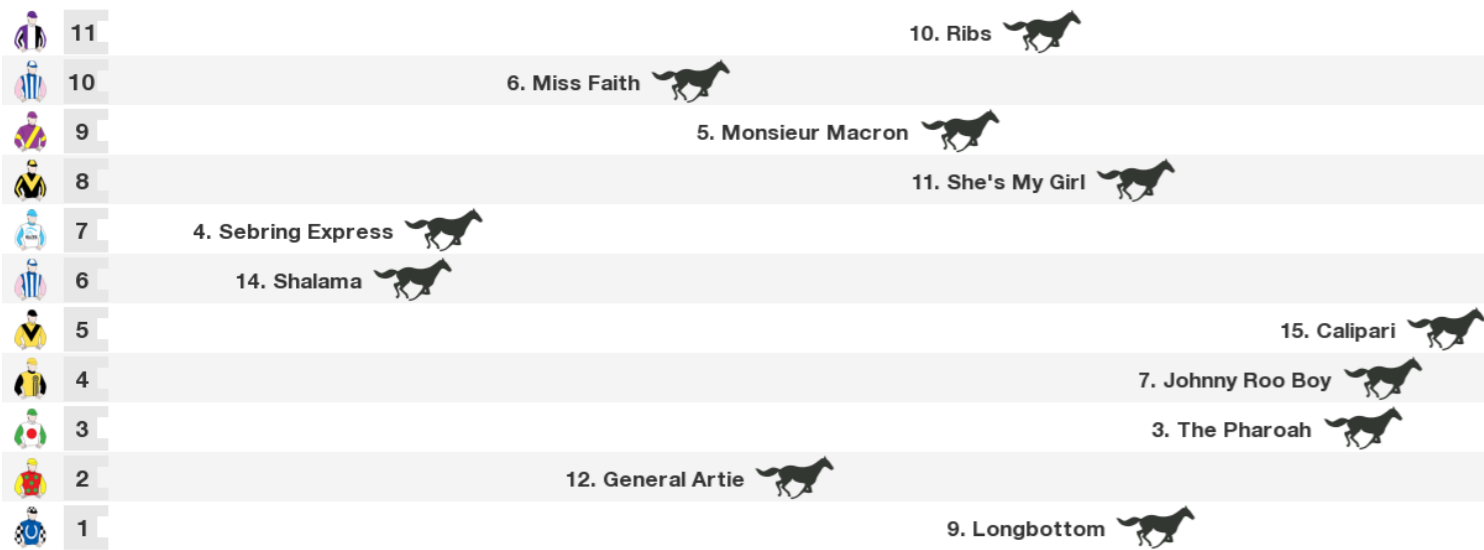 11 10. Ribs
10 6. Miss Faith
9 5. Monsieur Macron
8 11. She's My Girl
7 4. Sebring Express
6 14. Shalama
5 15. Calipari
4 7. Johnny Roo Boy
3 3. The Pharoah
2 12. General Artie
1 9. Longbottom